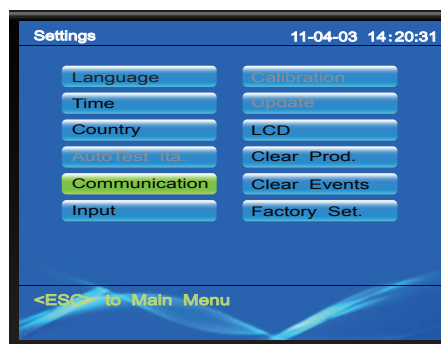 Settings 11-04-03 14:20:31
Language
Time
Country
AutoTest Ita.
Communication
Input
Calibration
Update
LCD
Clear Prod.
Clear Events
Factory Set.
<ESC> to Main Menu